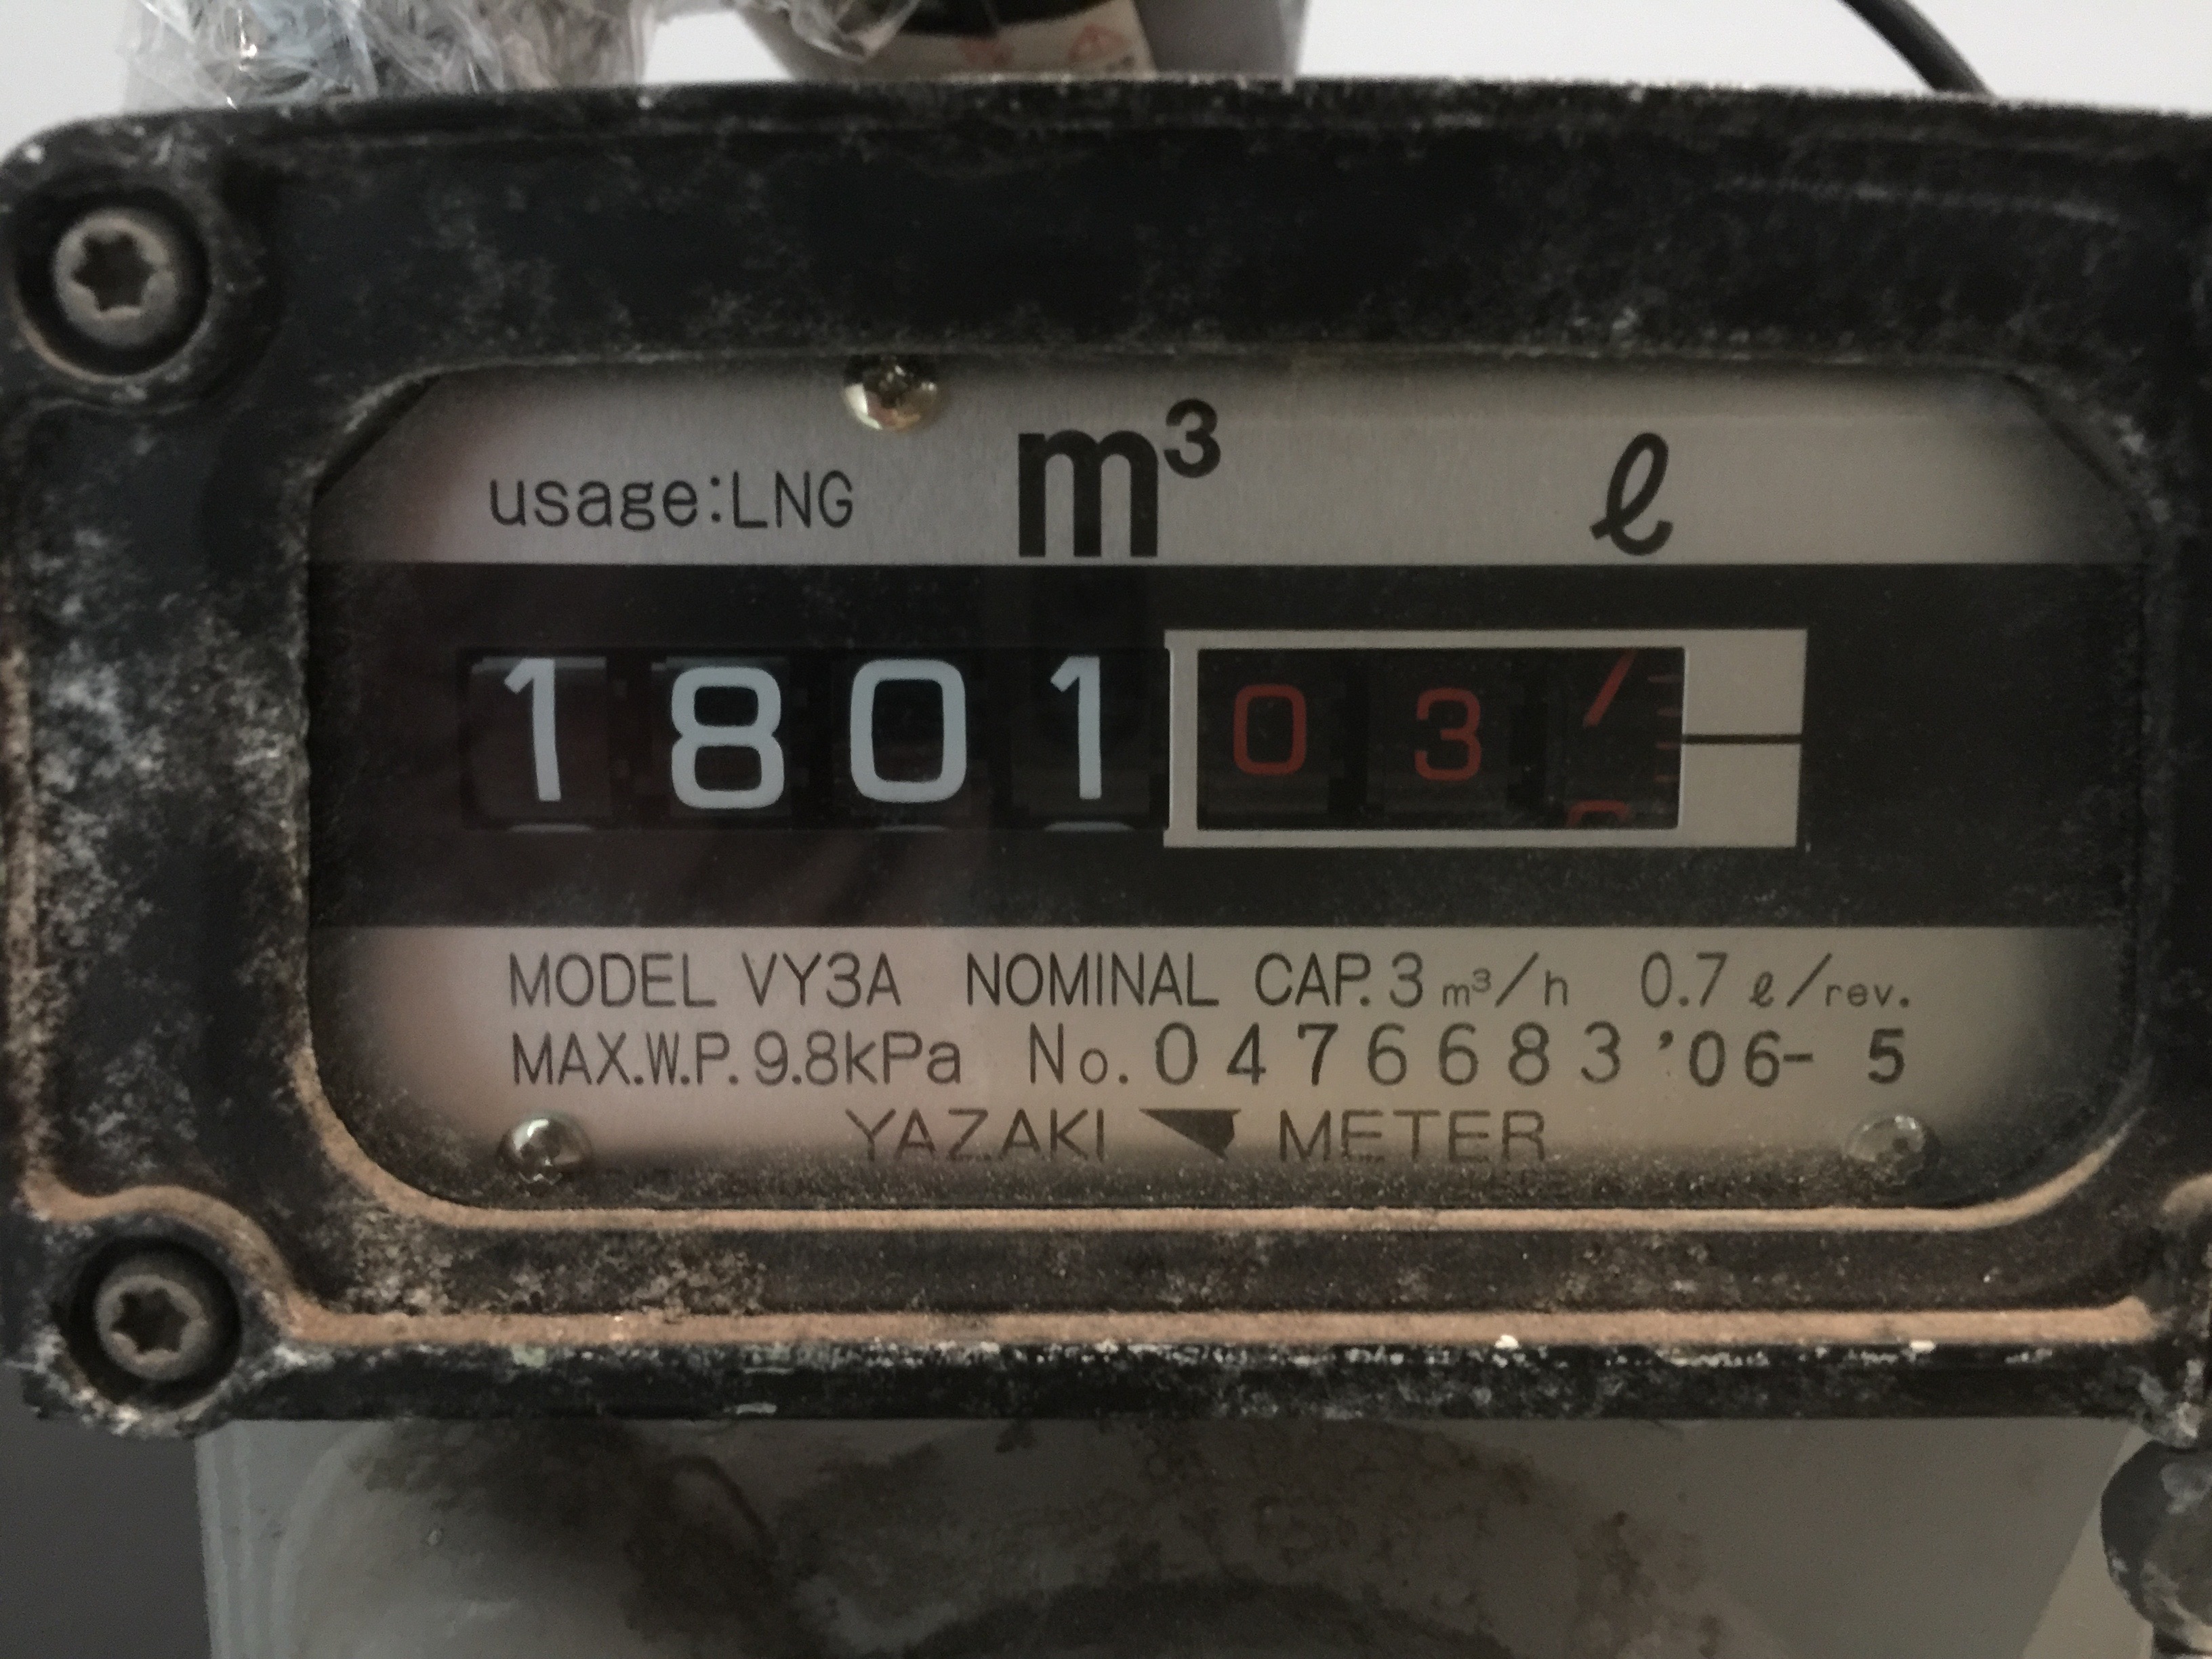 usage:LNG m³ ℓ
1801 03
MODEL VY3A NOMINAL CAP.3 m³/h 0.7 ℓ/rev.
MAX.W.P.9.8kPa No.0476683 '06- 5
YAZAKI METER